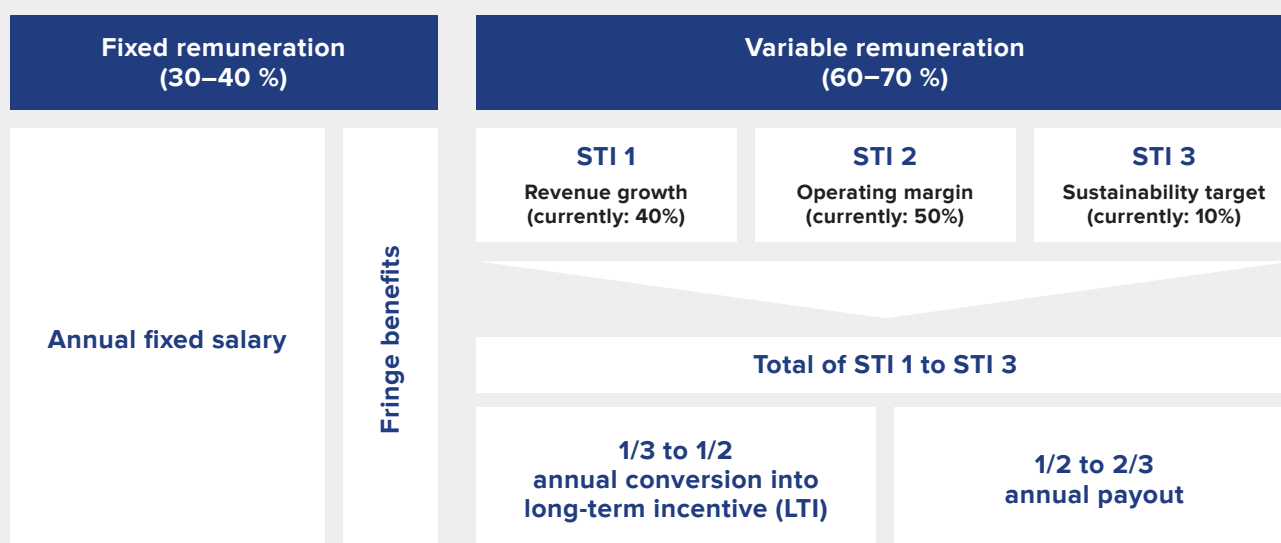 Fixed remuneration
(30–40 %)
Variable remuneration
(60–70 %)
Annual fixed salary
Fringe benefits
STI 1
Revenue growth
(currently: 40%)
STI 2
Operating margin
(currently: 50%)
STI 3
Sustainability target
(currently: 10%)
Total of STI 1 to STI 3
1/3 to 1/2
annual conversion into
long-term incentive (LTI)
1/2 to 2/3
annual payout